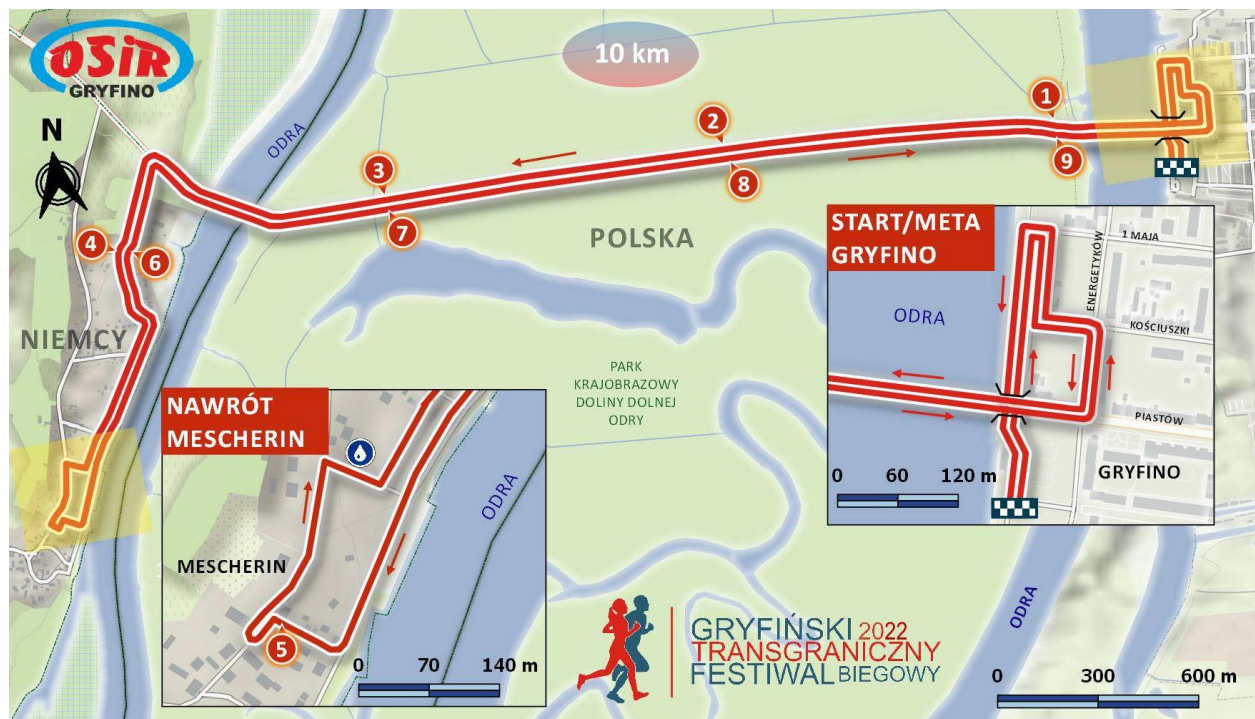 OSiR
GRYFINO
10 km
N
ODRA
1
2
3
4
6
7
8
9
POLSKA
NIEMCY
PARK
KRAJOBRAZOWY
DOLINY DOLNEJ
ODRY
START/META
GRYFINO
1 MAJA
ENERGETYKÓW
ODRA
KOŚCIUSZKI
PIASTÓW
GRYFINO
0 60 120 m
NAWRÓT
MESCHERIN
ODRA
MESCHERIN
5
0 70 140 m
GRYFIŃSKI 2022
TRANSGRANICZNY
FESTIWAL BIEGOWY
ODRA
0 300 600 m